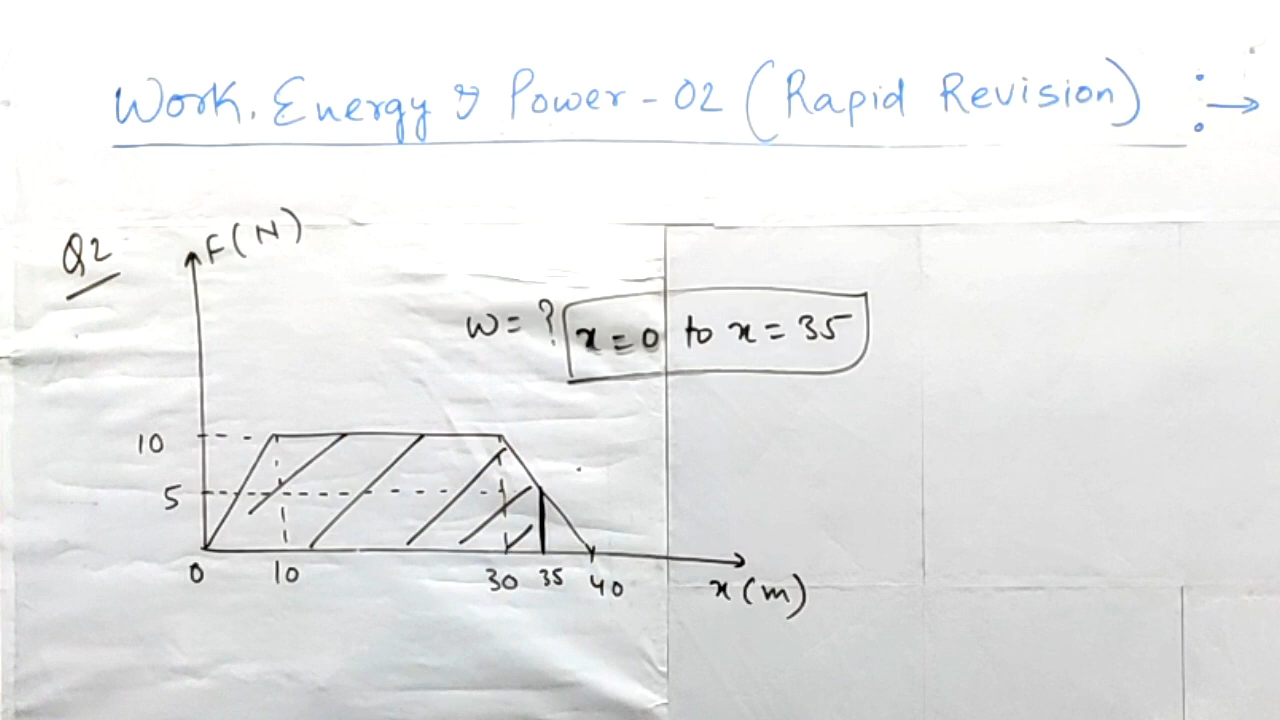 Work, Energy & Power - 02 (Rapid Revision) :→
Q2
F(N)
W = ? x = 0 to x = 35
10
5
0 10 30 35 40 x(m)